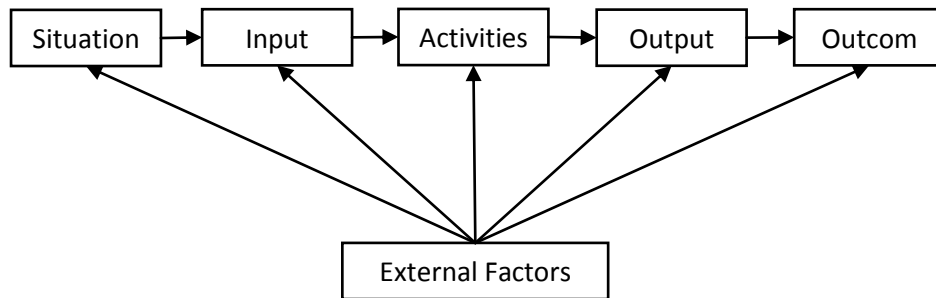 Situation
Input
Activities
Output
Outcom
External Factors